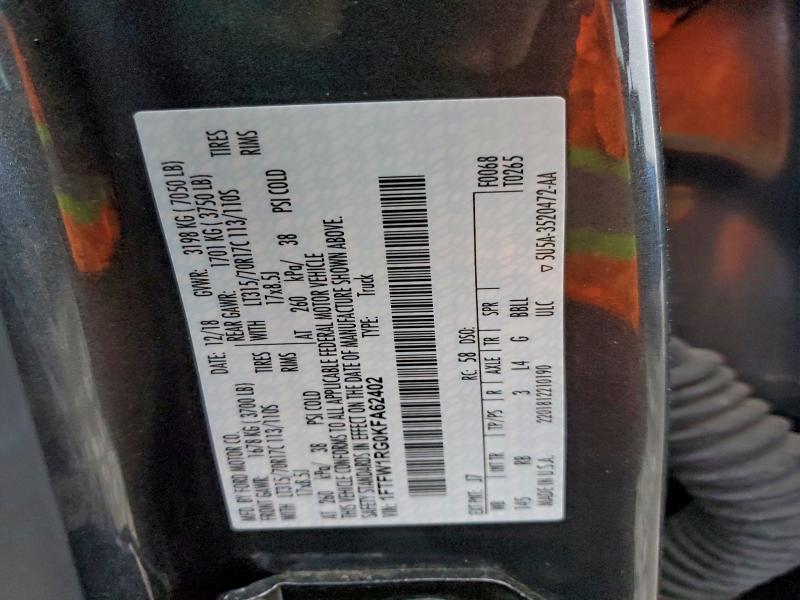 MFD. BY FORD MOTOR CO.
DATE: 12/18 GVWR: 3198 KG (7050 LB)
FRONT GAWR: 1678 KG (3700 LB) REAR GAWR: 1701 KG (3750 LB)
WITH LT315/70R17C 113/110S TIRES WITH LT315/70R17C 113/110S TIRES
17x8.5J RIMS 17x8.5J RIMS
AT 260 kPa/ 38 PSI COLD AT 260 kPa/ 38 PSI COLD
THIS VEHICLE CONFORMS TO ALL APPLICABLE FEDERAL MOTOR VEHICLE
SAFETY STANDARDS IN EFFECT ON THE DATE OF MANUFACTURE SHOWN ABOVE.
VIN: 1FTFW1RG0KFA62402 TYPE: Truck
F0068
T0265
EXT PNT: J7 RC: 58 DSO:
WB INT TR TP/PS R AXLE TR SPR
145 RB 3 L4 G BBLL
MADE IN U.S.A. 2201812210190 ULC
▽ 5U5A-3520472-AA